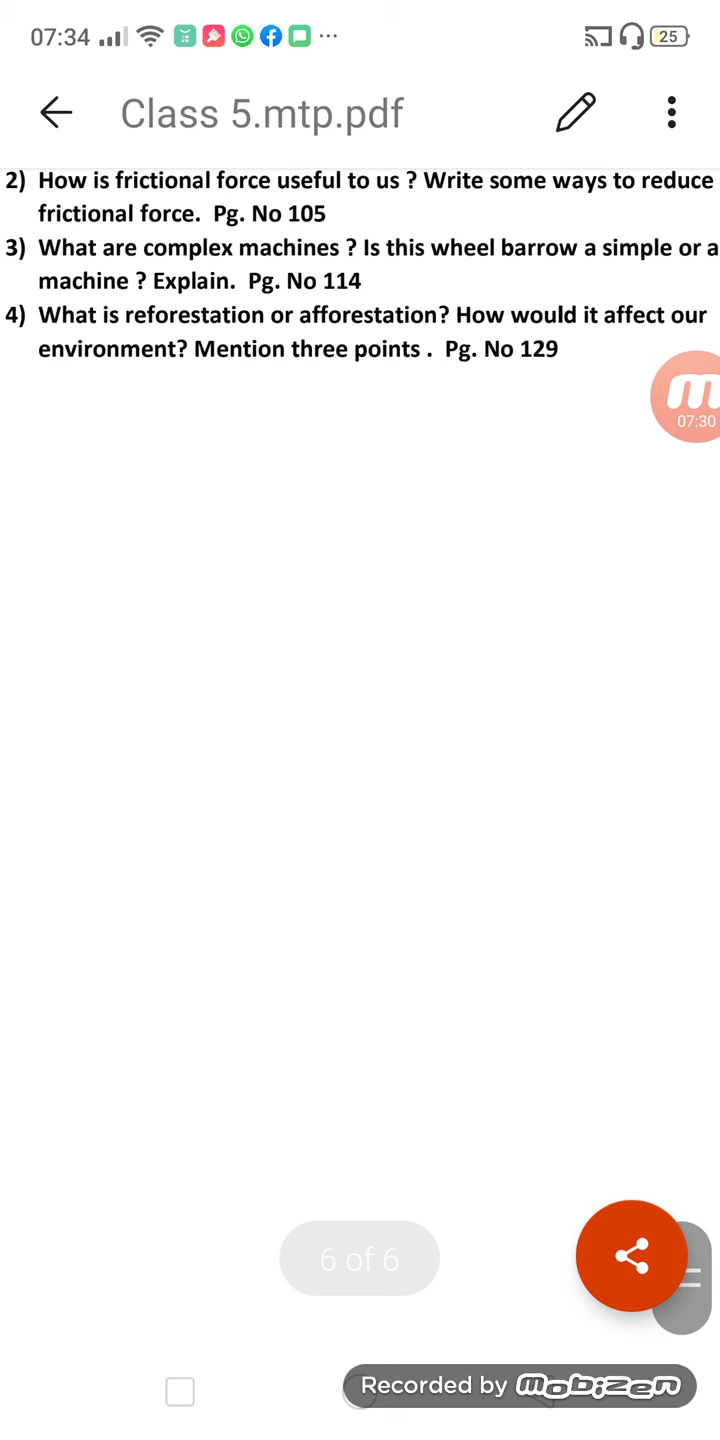 07:34
25
Class 5.mtp.pdf
2) How is frictional force useful to us ? Write some ways to reduce
frictional force. Pg. No 105
3) What are complex machines ? Is this wheel barrow a simple or a
machine ? Explain. Pg. No 114
4) What is reforestation or afforestation? How would it affect our
environment? Mention three points . Pg. No 129
m
07:30
6 of 6
Recorded by mobizen